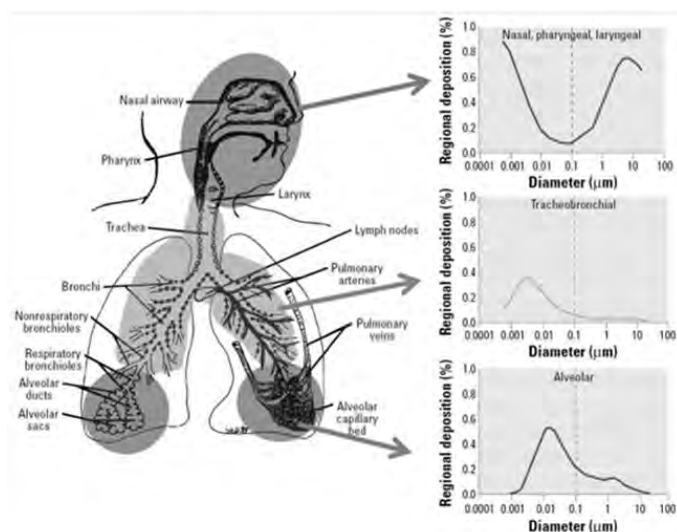 Nasal airway
Pharynx
Larynx
Trachea
Lymph nodes
Bronchi
Pulmonary
arteries
Nonrespiratory
bronchioles
Pulmonary
veins
Respiratory
bronchioles
Alveolar
ducts
Alveolar
sacs
Alveolar
capillary
bed
Regional deposition (%)
Nasal, pharyngeal, laryngeal
1.0
0.8
0.6
0.4
0.2
0.0
0.0001 0.001 0.01 0.1 1 10 100
Diameter (μm)
Regional deposition (%)
Tracheobronchial
1.0
0.8
0.6
0.4
0.2
0.0
0.0001 0.001 0.01 0.1 1 10 100
Diameter (μm)
Regional deposition (%)
Alveolar
1.0
0.8
0.6
0.4
0.2
0.0
0.0001 0.001 0.01 0.1 1 10 100
Diameter (μm)